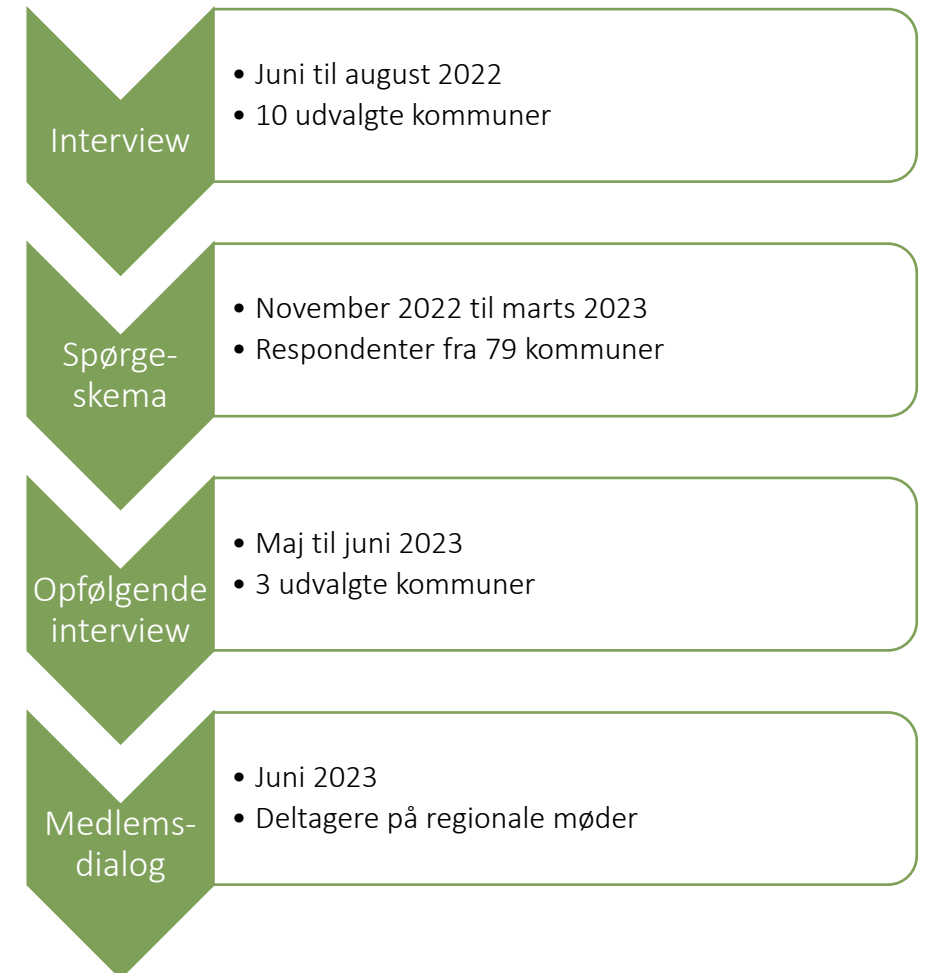 Interview
• Juni til august 2022
• 10 udvalgte kommuner
Spørge-
skema
• November 2022 til marts 2023
• Respondenter fra 79 kommuner
Opfølgende
interview
• Maj til juni 2023
• 3 udvalgte kommuner
Medlems-
dialog
• Juni 2023
• Deltagere på regionale møder